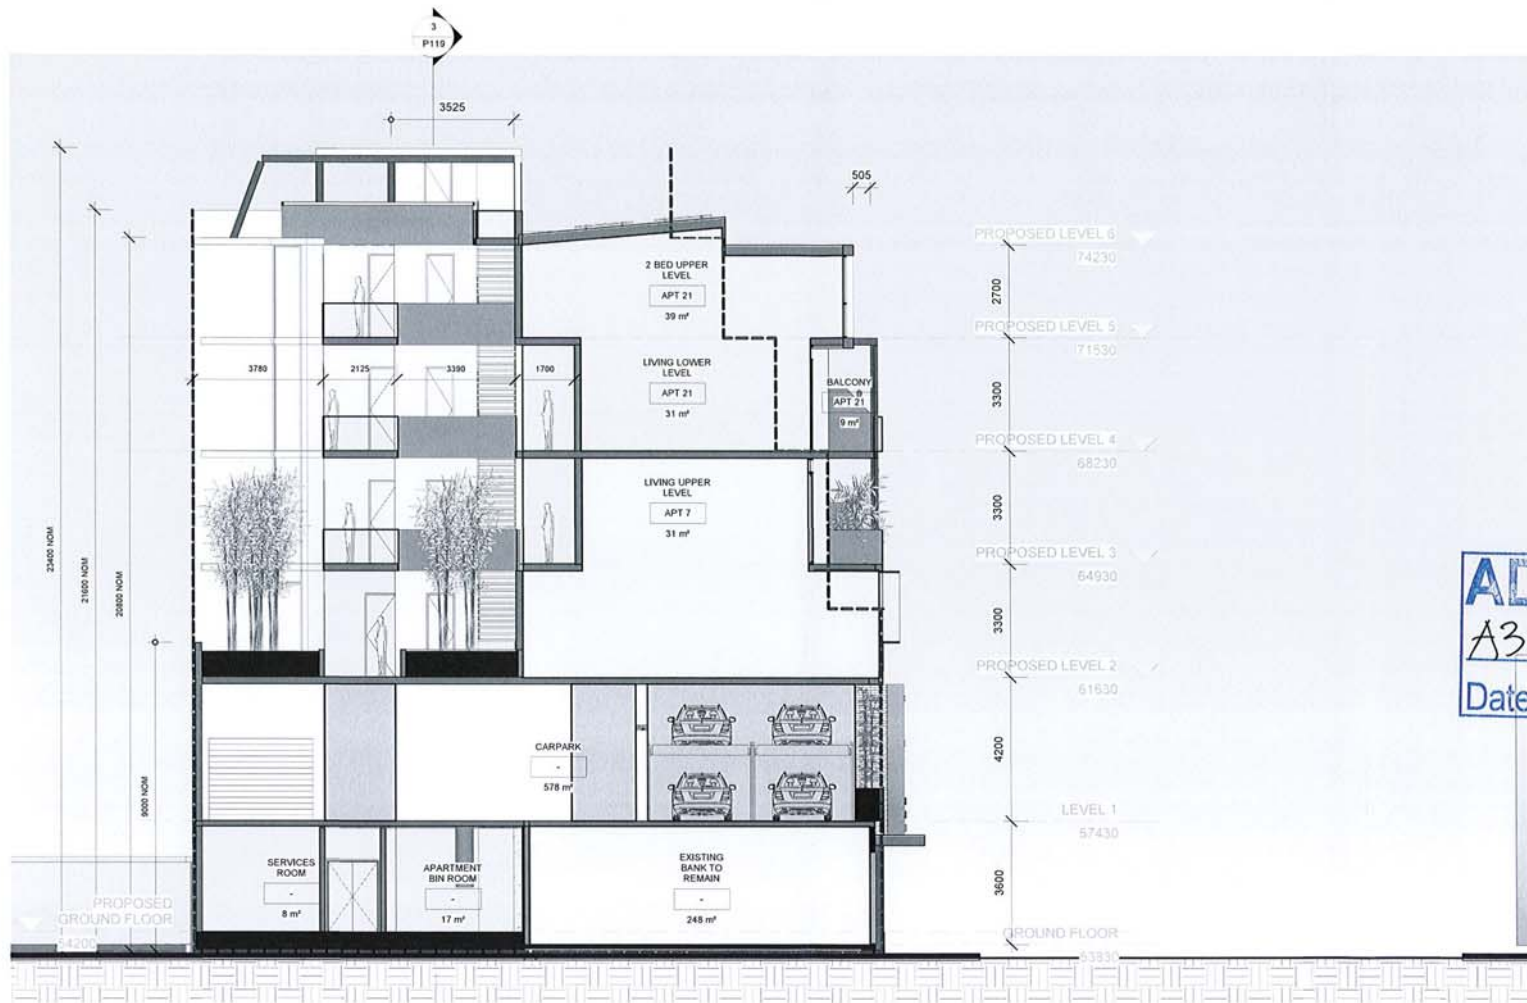 3
P119
3525
505
PROPOSED LEVEL 6
74230
2 BED UPPER
LEVEL
APT 21
39 m²
2700
PROPOSED LEVEL 5
71530
3780
2125
3390
1700
LIVING LOWER
LEVEL
APT 21
31 m²
BALCONY
APT 21
9 m²
3300
PROPOSED LEVEL 4
68230
LIVING UPPER
LEVEL
APT 7
31 m²
3300
PROPOSED LEVEL 3
64930
23400 NOM
21600 NOM
20800 NOM
9000 NOM
3300
PROPOSED LEVEL 2
61630
A3
Date
CARPARK
-
578 m²
4200
LEVEL 1
57430
SERVICES
ROOM
-
8 m²
APARTMENT
BIN ROOM
-
17 m²
EXISTING
BANK TO
REMAIN
-
248 m²
3600
PROPOSED
GROUND FLOOR
54200
GROUND FLOOR
53830